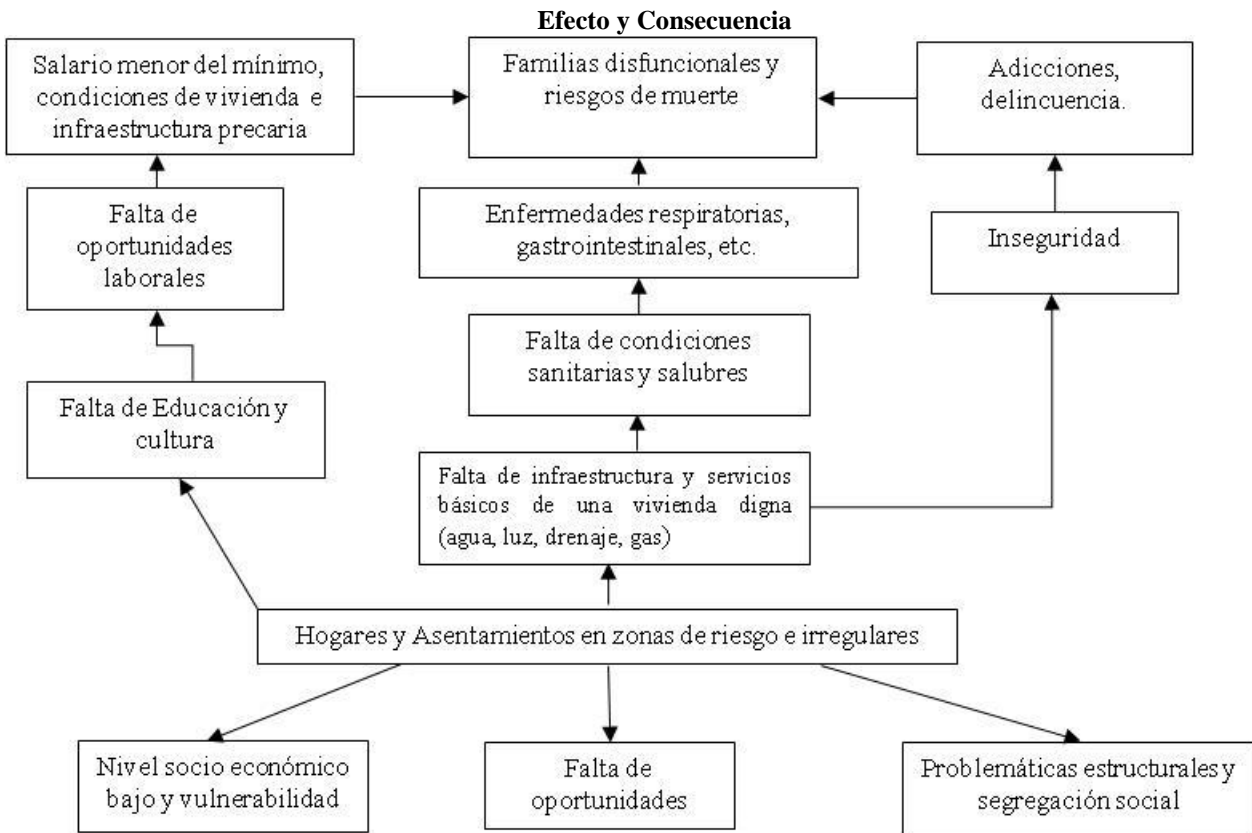 Efecto y Consecuencia
Salario menor del mínimo,
condiciones de vivienda e
infraestructura precaria
Familias disfuncionales y
riesgos de muerte
Adicciones,
delincuencia.
Falta de
oportunidades
laborales
Enfermedades respiratorias,
gastrointestinales, etc.
Inseguridad
Falta de condiciones
sanitarias y salubres
Falta de Educación y
cultura
Falta de infraestructura y servicios
básicos de una vivienda digna
(agua, luz, drenaje, gas)
Hogares y Asentamientos en zonas de riesgo e irregulares
Nivel socio económico
bajo y vulnerabilidad
Falta de
oportunidades
Problemáticas estructurales y
segregación social